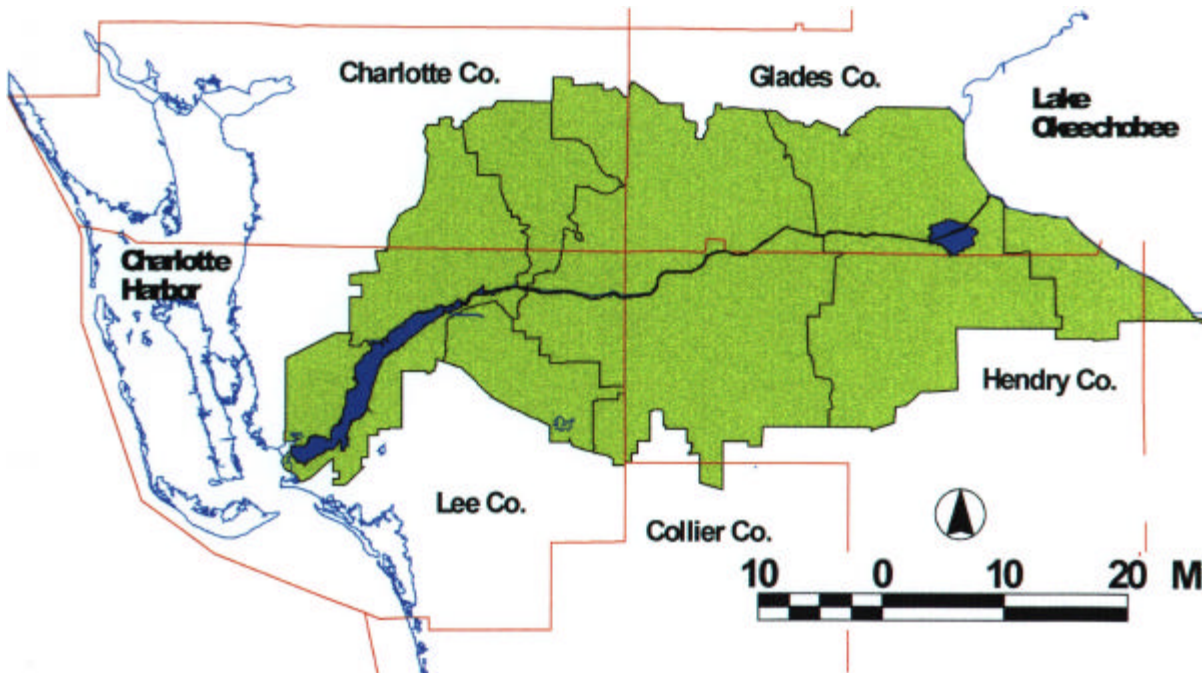 Charlotte Co.
Glades Co.
Lake
Okeechobee
Charlotte
Harbor
Hendry Co.
Lee Co.
Collier Co.
10 0 10 20 M